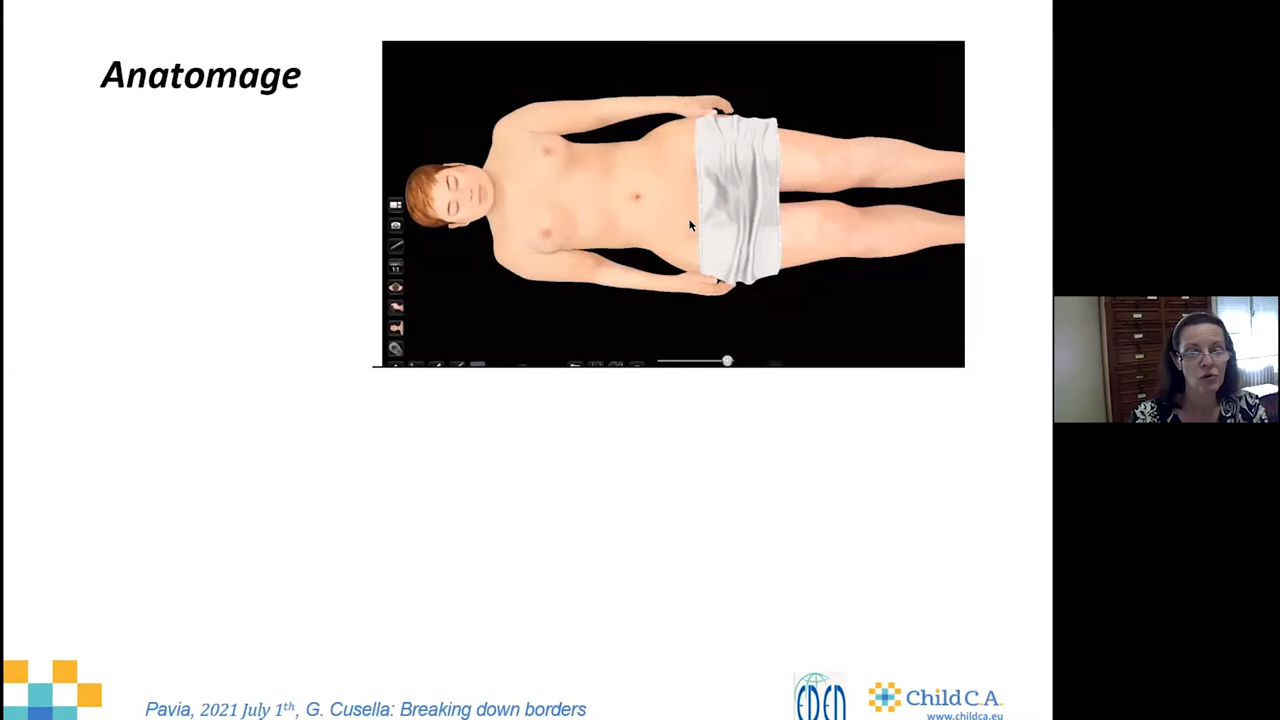 Anatomage
Pavia, 2021 July 1th, G. Cusella: Breaking down borders
EDEN
Child C.A.
www.childca.eu